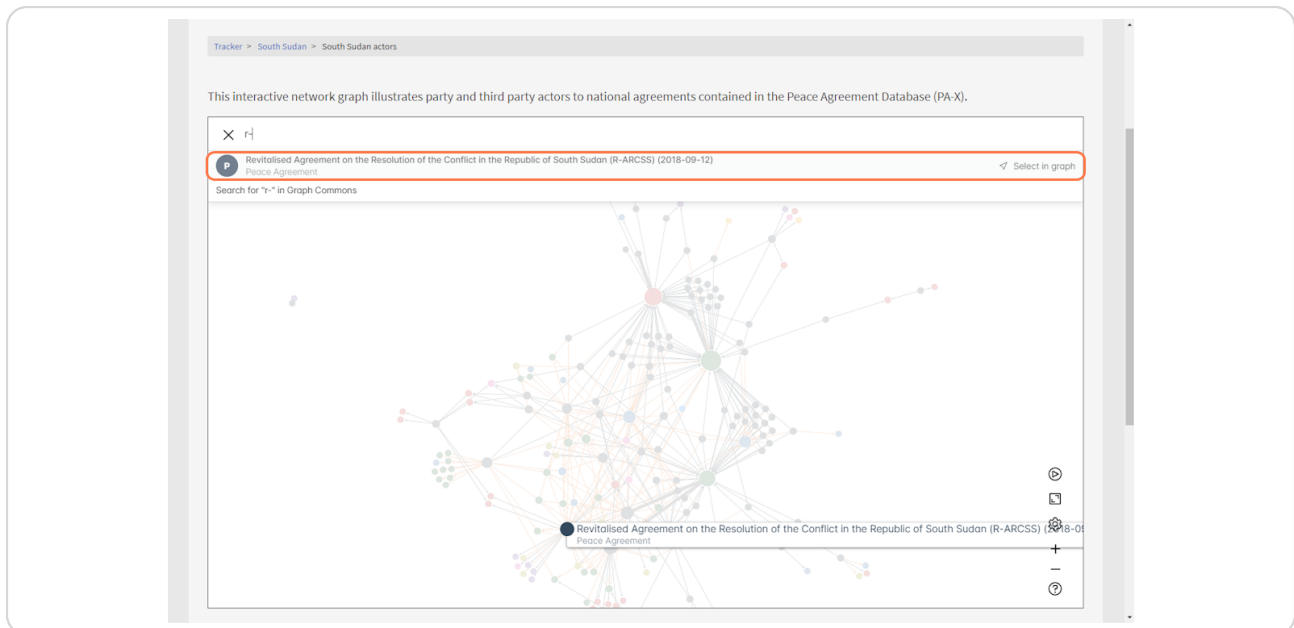 Tracker > South Sudan > South Sudan actors
This interactive network graph illustrates party and third party actors to national agreements contained in the Peace Agreement Database (PA-X).
r-
P
Revitalised Agreement on the Resolution of the Conflict in the Republic of South Sudan (R-ARCSS) (2018-09-12)
Peace Agreement
Select in graph
Search for "r-" in Graph Commons
Revitalised Agreement on the Resolution of the Conflict in the Republic of South Sudan (R-ARCSS)
Peace Agreement